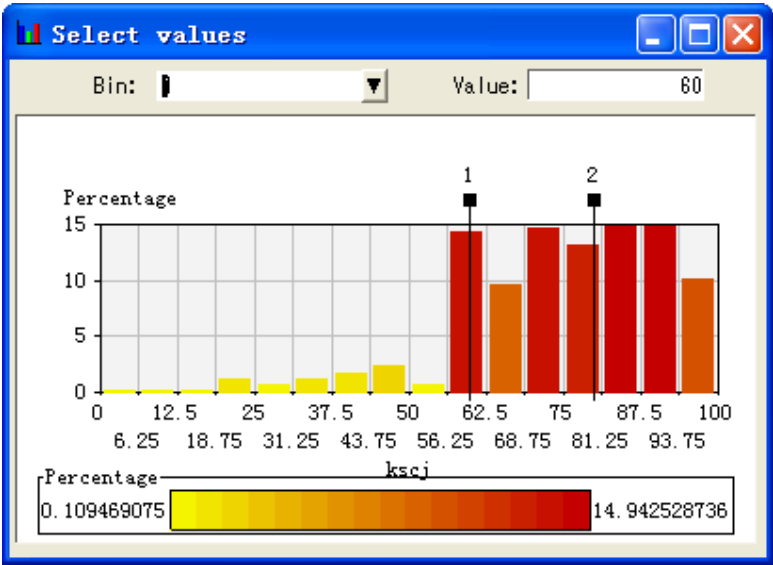 Select values
Bin: Value: 60
1 2
Percentage
15
10
5
0
0 12.5 25 37.5 50 62.5 75 87.5 100
6.25 18.75 31.25 43.75 56.25 68.75 81.25 93.75
kscj
Percentage
0.109469075 14.942528736